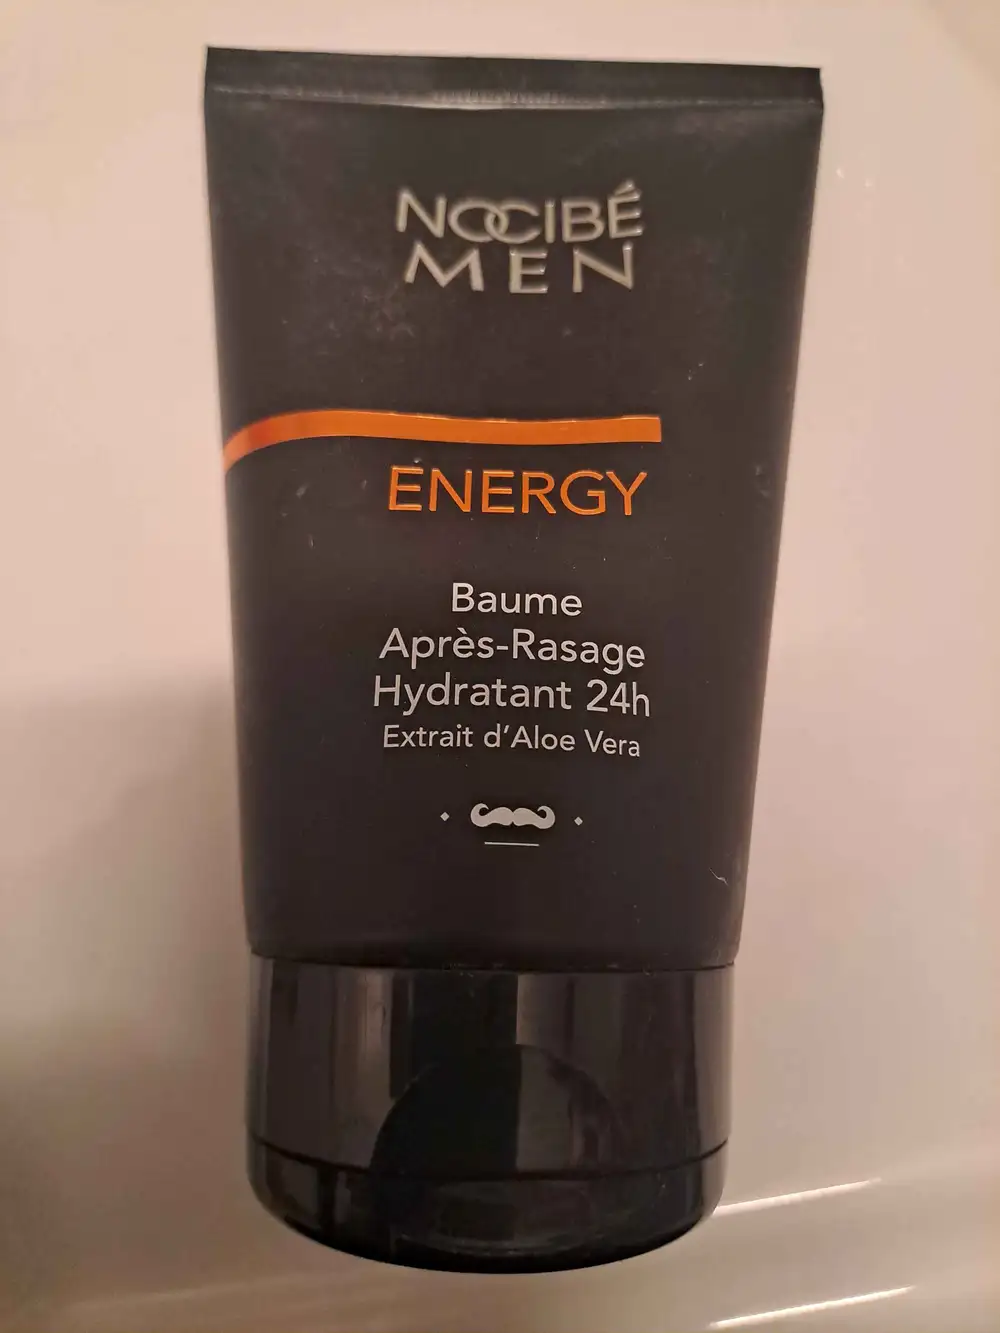 NOCIBÉ
MEN
ENERGY
Baume
Après-Rasage
Hydratant 24h
Extrait d'Aloe Vera